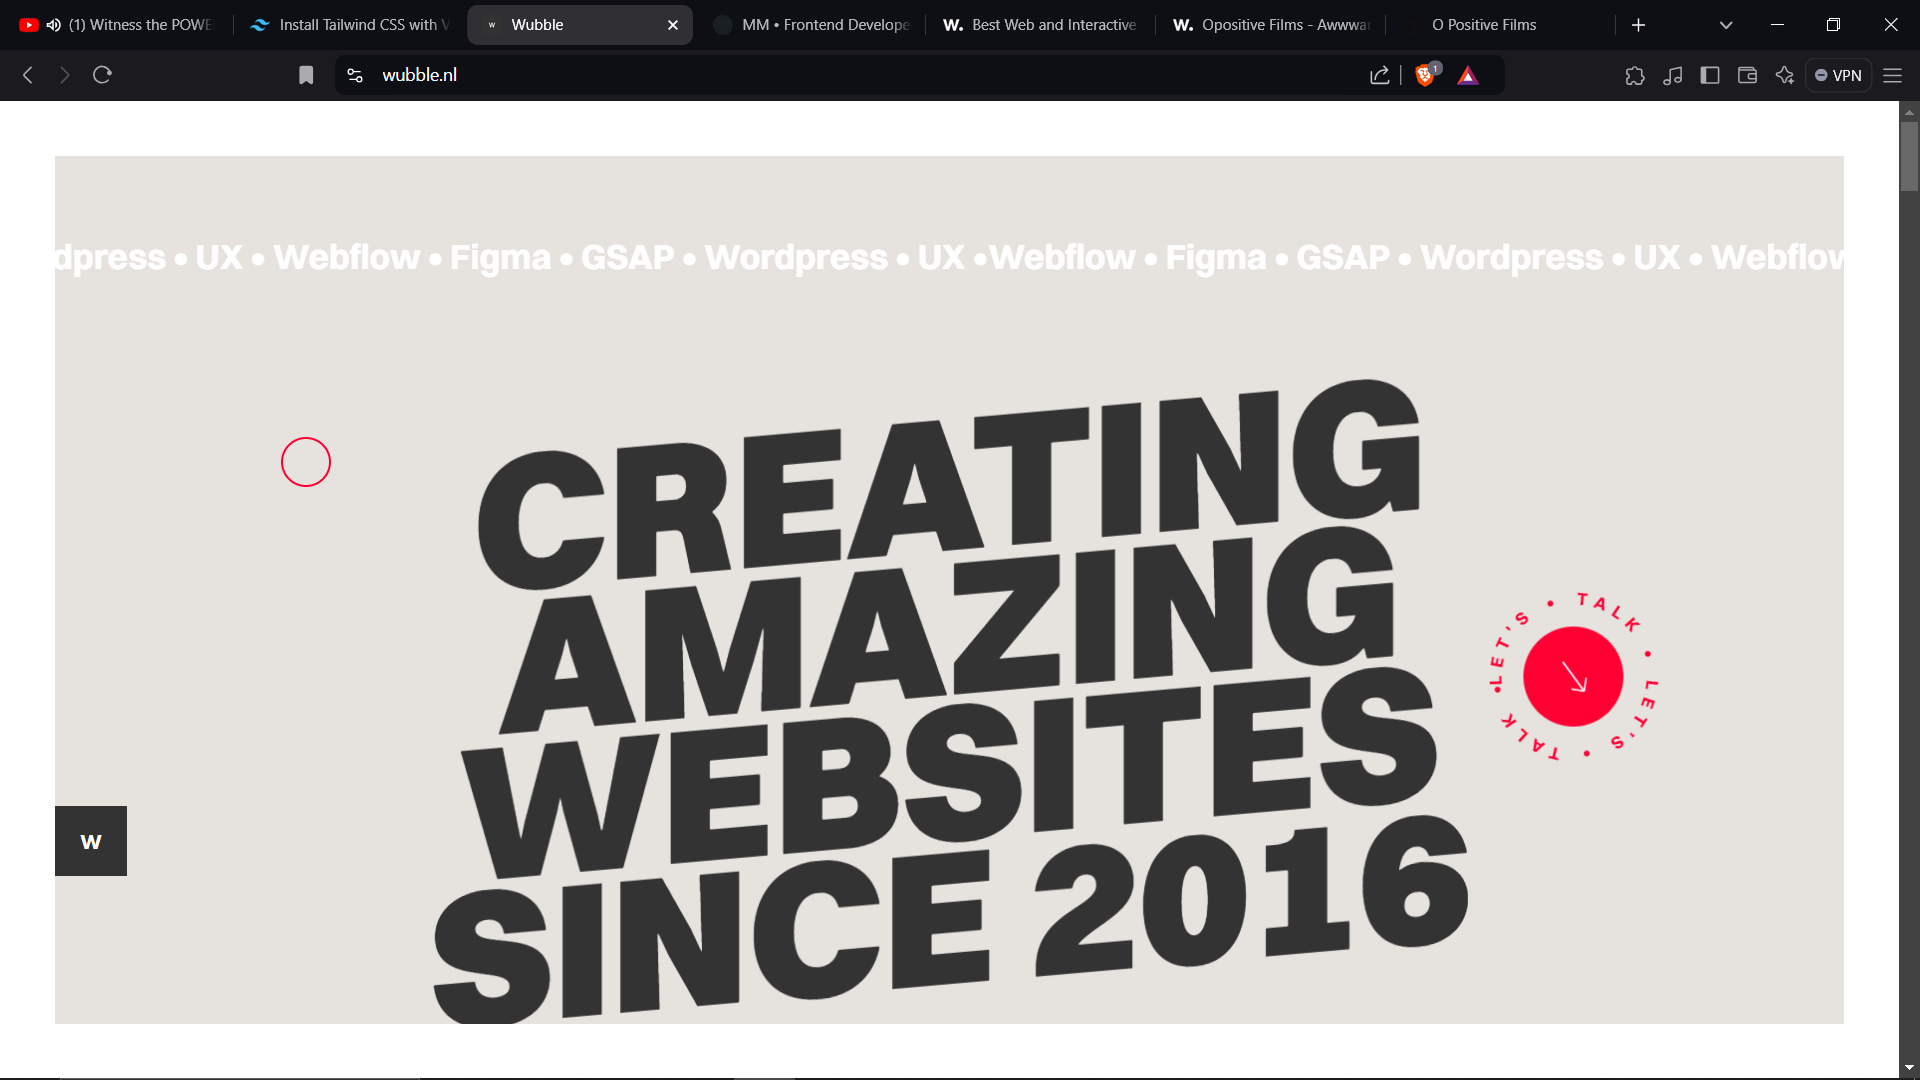 (1) Witness the POWE
Install Tailwind CSS with V
w
Wubble
MM • Frontend Develope
W. Best Web and Interactive
W. Opositive Films - Awwwar
O Positive Films
wubble.nl
1
VPN
dpress • UX • Webflow • Figma • GSAP • Wordpress • UX •Webflow • Figma • GSAP • Wordpress • UX • Webflow
CREATING
AMAZING
WEBSITES
SINCE 2016
LET'S • TALK • LET'S • TALK •
w